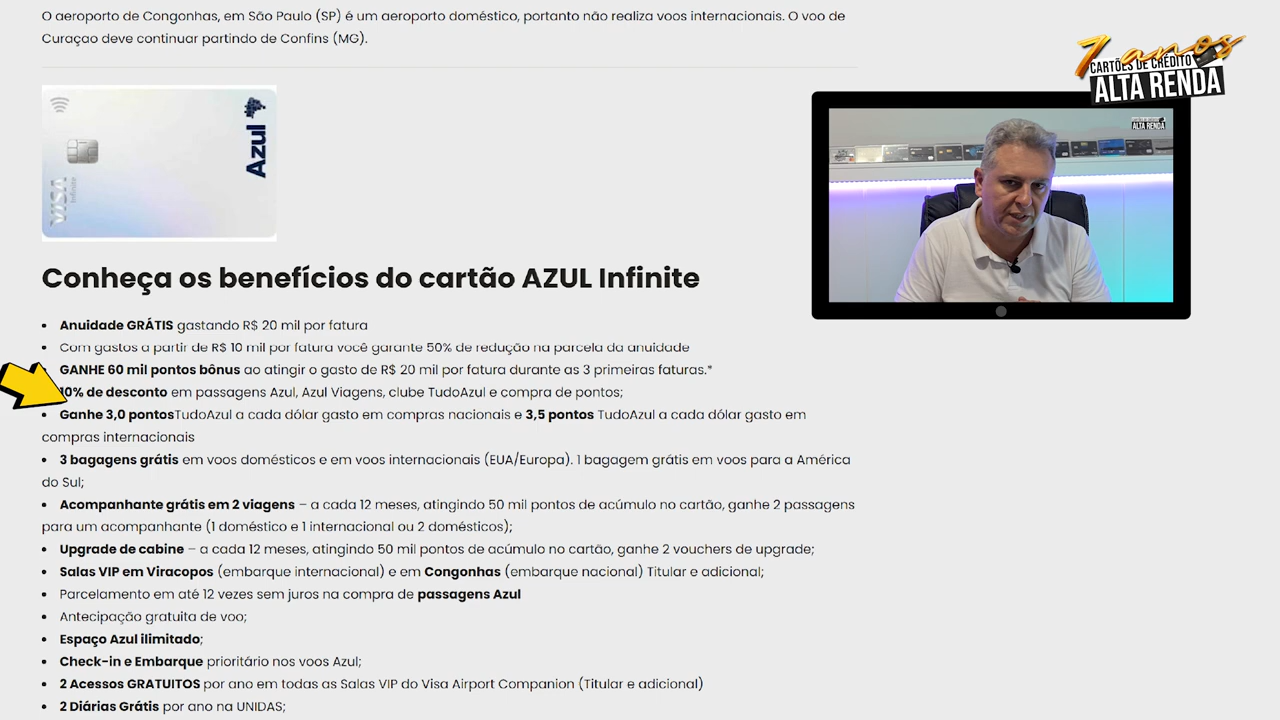 O aeroporto de Congonhas, em São Paulo (SP) é um aeroporto doméstico, portanto não realiza voos internacionais. O voo de
Curaçao deve continuar partindo de Confins (MG).
7 anos
CARTÕES DE CRÉDITO
ALTA RENDA
ALTA RENDA
Azul
VISA
Infinite
Conheça os benefícios do cartão AZUL Infinite
• Anuidade GRÁTIS gastando R$ 20 mil por fatura
• Com gastos a partir de R$ 10 mil por fatura você garante 50% de redução na parcela da anuidade
• GANHE 60 mil pontos bônus ao atingir o gasto de R$ 20 mil por fatura durante as 3 primeiras faturas.*
10% de desconto em passagens Azul, Azul Viagens, clube TudoAzul e compra de pontos;
• Ganhe 3,0 pontosTudoAzul a cada dólar gasto em compras nacionais e 3,5 pontos TudoAzul a cada dólar gasto em
compras internacionais
• 3 bagagens grátis em voos domésticos e em voos internacionais (EUA/Europa). 1 bagagem grátis em voos para a América
do Sul;
• Acompanhante grátis em 2 viagens – a cada 12 meses, atingindo 50 mil pontos de acúmulo no cartão, ganhe 2 passagens
para um acompanhante (1 doméstico e 1 internacional ou 2 domésticos);
• Upgrade de cabine – a cada 12 meses, atingindo 50 mil pontos de acúmulo no cartão, ganhe 2 vouchers de upgrade;
• Salas VIP em Viracopos (embarque internacional) e em Congonhas (embarque nacional) Titular e adicional;
• Parcelamento em até 12 vezes sem juros na compra de passagens Azul
• Antecipação gratuita de voo;
• Espaço Azul ilimitado;
• Check-in e Embarque prioritário nos voos Azul;
• 2 Acessos GRATUITOS por ano em todas as Salas VIP do Visa Airport Companion (Titular e adicional)
• 2 Diárias Grátis por ano na UNIDAS;